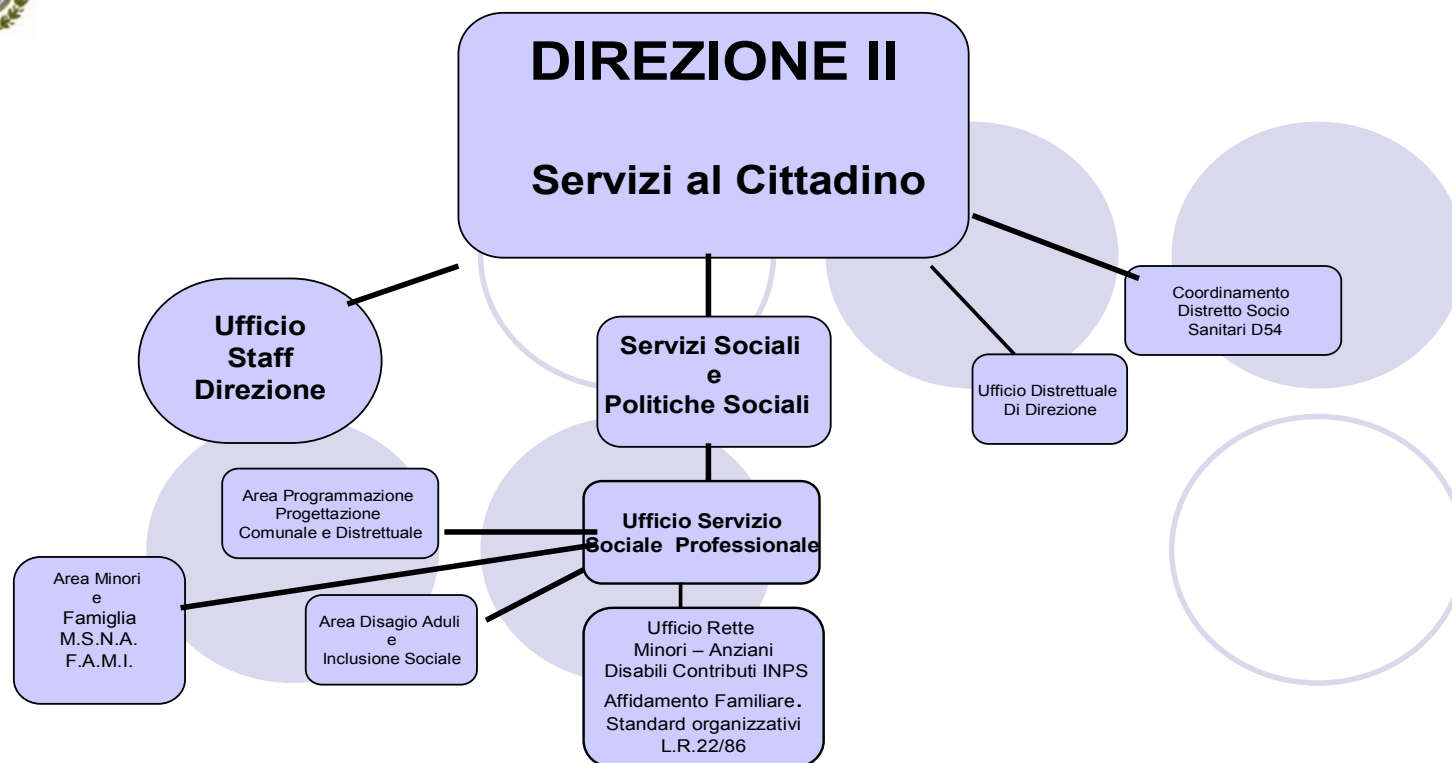 DIREZIONE II
Servizi al Cittadino
Ufficio
Staff
Direzione
Servizi Sociali
e
Politiche Sociali
Ufficio Distrettuale
Di Direzione
Coordinamento
Distretto Socio
Sanitari D54
Area Programmazione
Progettazione
Comunale e Distrettuale
Ufficio Servizio
Sociale Professionale
Area Minori
e
Famiglia
M.S.N.A.
F.A.M.I.
Area Disagio Aduli
e
Inclusione Sociale
Ufficio Rette
Minori – Anziani
Disabili Contributi INPS
Affidamento Familiare.
Standard organizzativi
L.R.22/86